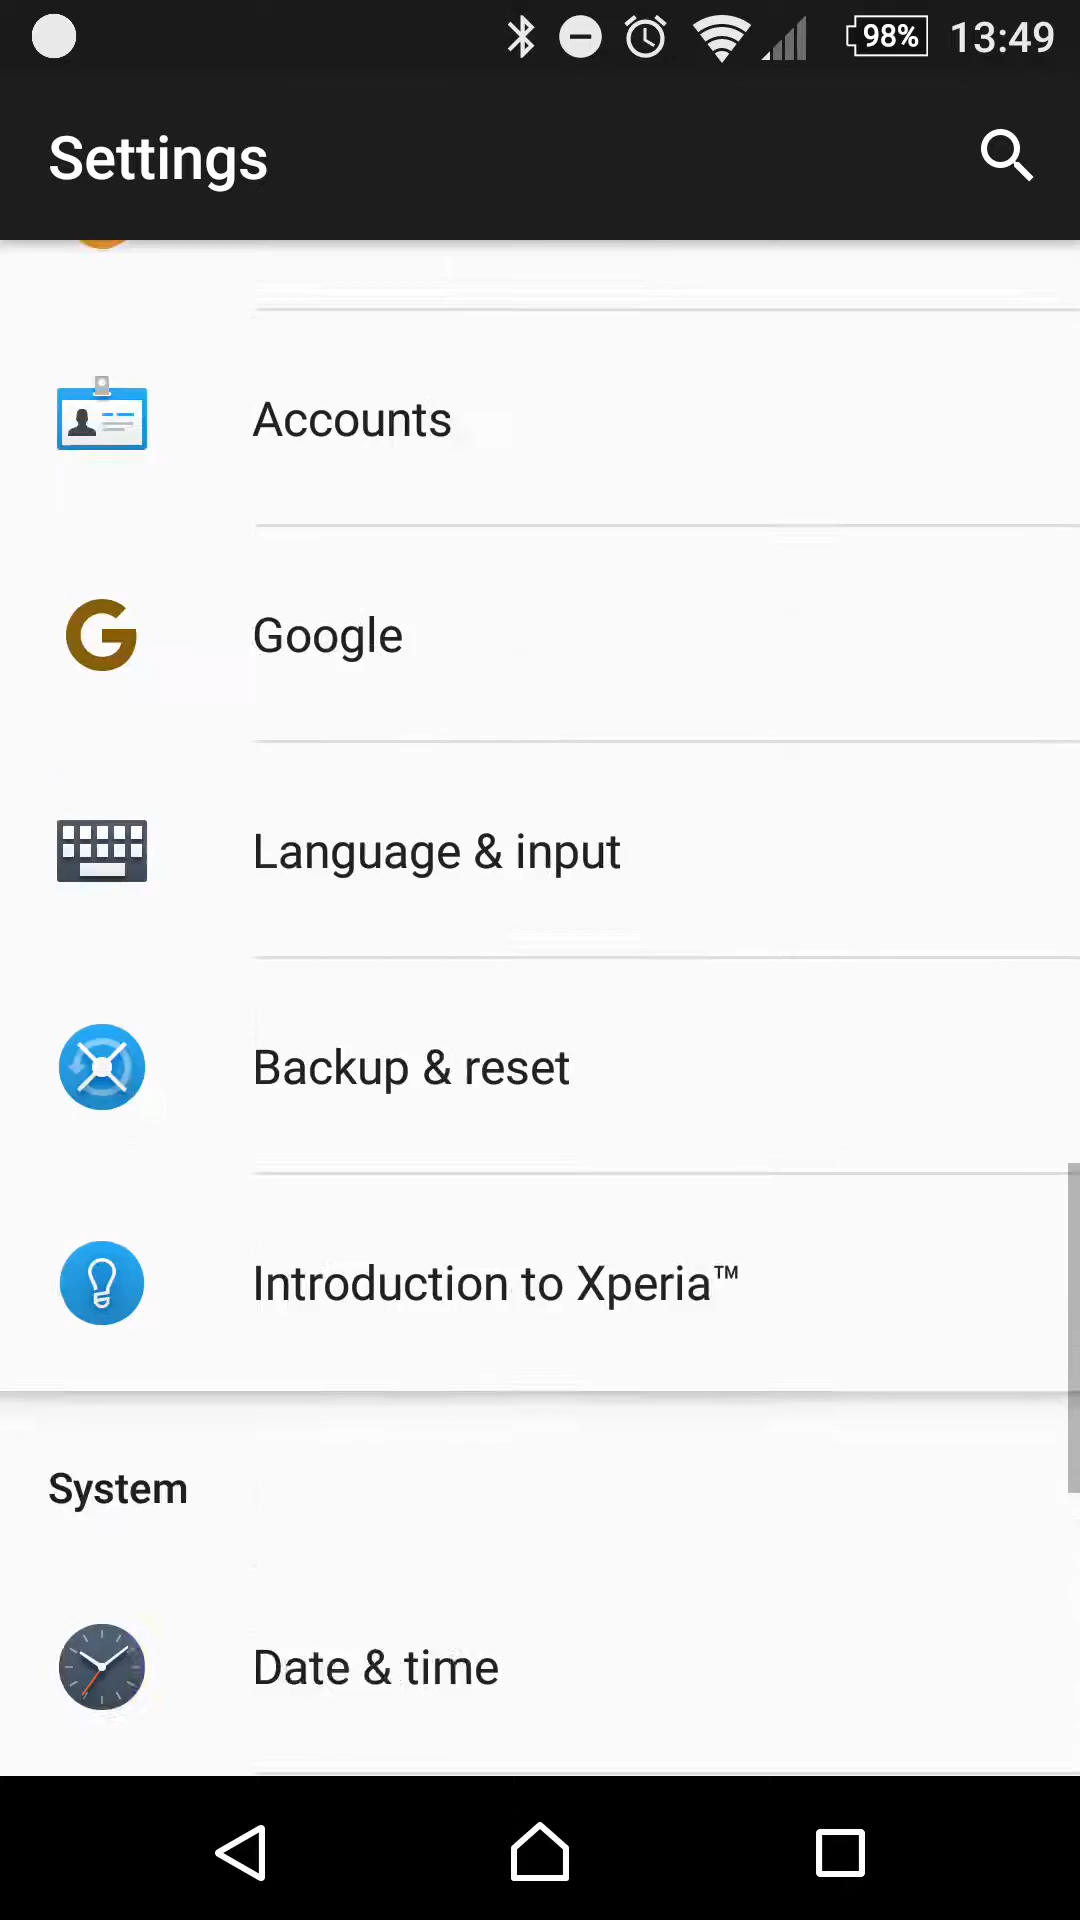 98% 13:49
Settings
Accounts
Google
Language & input
Backup & reset
Introduction to Xperia™
System
Date & time